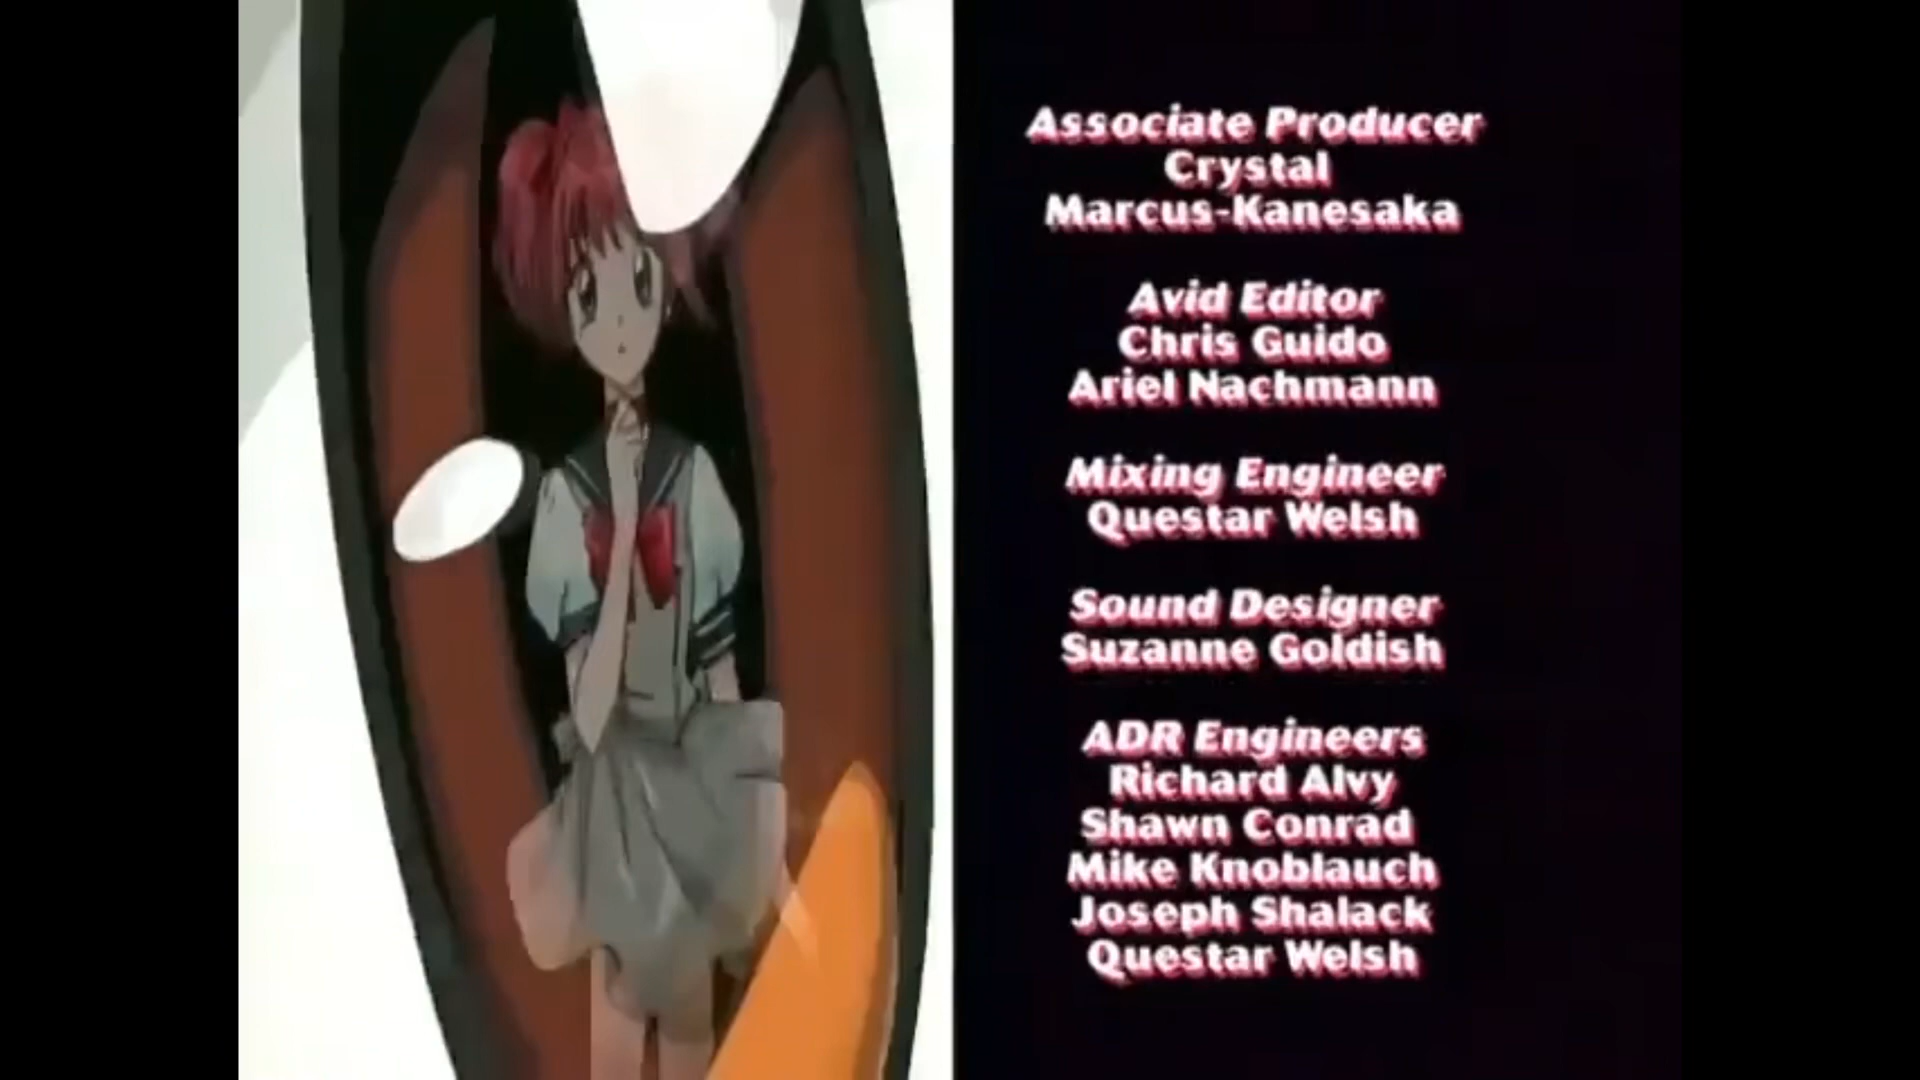 Associate Producer
Crystal
Marcus-Kanesaka
Avid Editor
Chris Guido
Ariel Nachmann
Mixing Engineer
Questar Welsh
Sound Designer
Suzanne Goldish
ADR Engineers
Richard Alvy
Shawn Conrad
Mike Knoblauch
Joseph Shalack
Questar Welsh